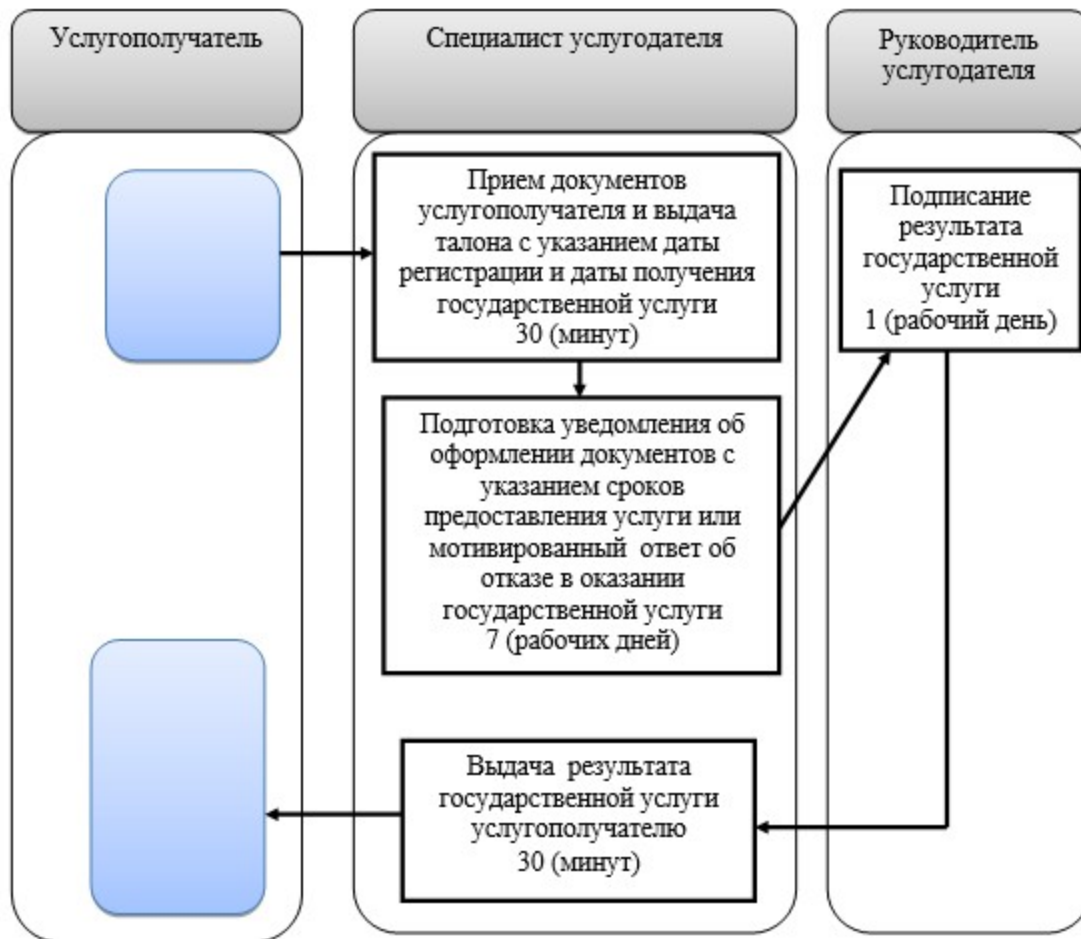 Услугополучатель
Специалист услугодателя
Руководитель
услугодателя
Прием документов
услугополучателя и выдача
талона с указанием даты
регистрации и даты получения
государственной услуги
30 (минут)
Подготовка уведомления об
оформлении документов с
указанием сроков
предоставления услуги или
мотивированный ответ об
отказе в оказании
государственной услуги
7 (рабочих дней)
Подписание
результата
государственной
услуги
1 (рабочий день)
Выдача результата
государственной услуги
услугополучателю
30 (минут)